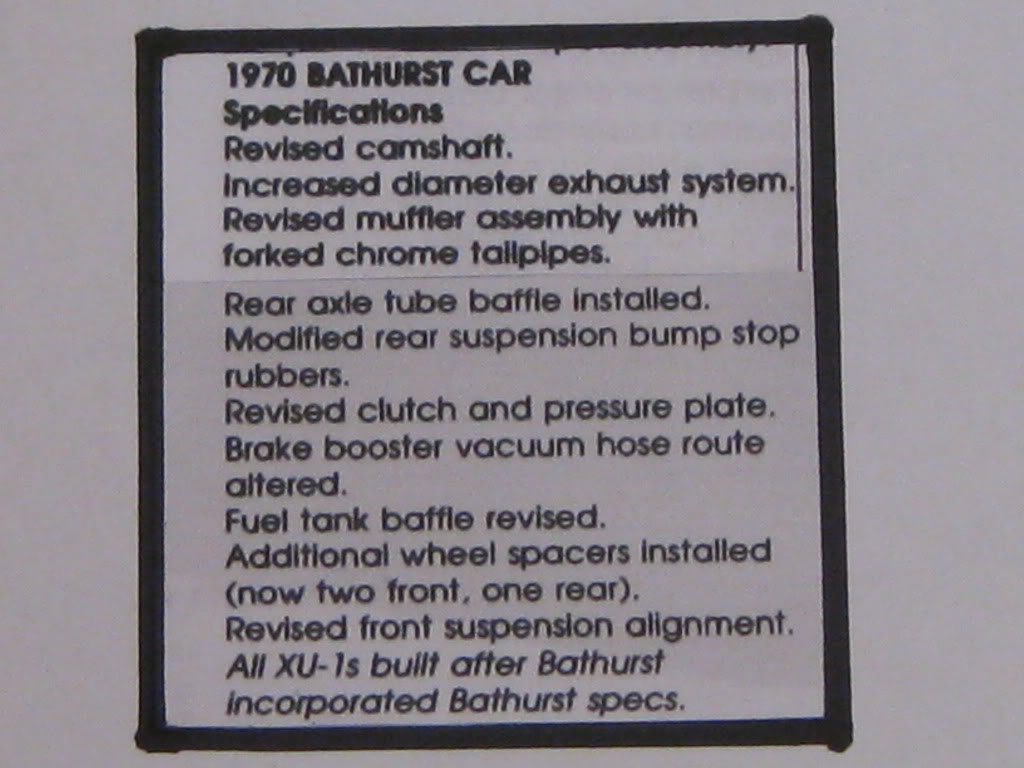 1970 BATHURST CAR
Specifications
Revised camshaft.
Increased diameter exhaust system.
Revised muffler assembly with
forked chrome tailpipes.
Rear axle tube baffle installed.
Modified rear suspension bump stop
rubbers.
Revised clutch and pressure plate.
Brake booster vacuum hose route
altered.
Fuel tank baffle revised.
Additional wheel spacers installed
(now two front, one rear).
Revised front suspension alignment.
All XU-1s built after Bathurst
incorporated Bathurst specs.